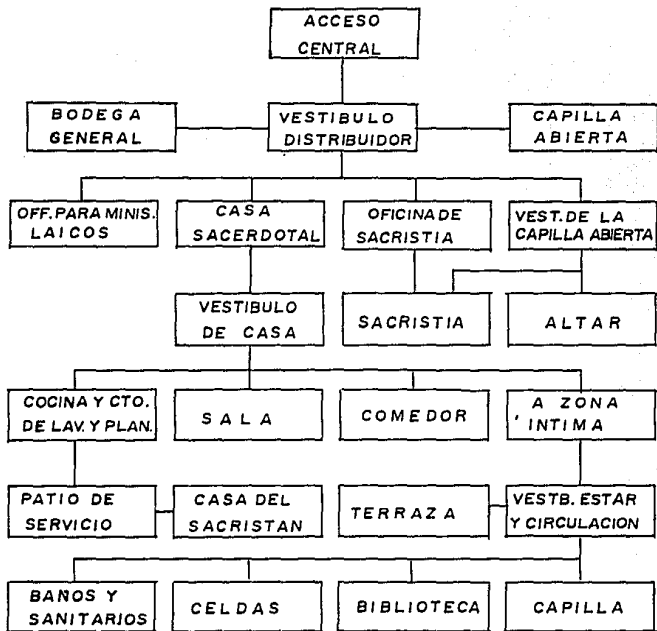 ACCESO
CENTRAL
BODEGA
GENERAL
VESTIBULO
DISTRIBUIDOR
CAPILLA
ABIERTA
OFF. PARA MINIS.
LAICOS
CASA
SACERDOTAL
OFICINA DE
SACRISTIA
VEST. DE LA
CAPILLA ABIERTA
VESTIBULO
DE CASA
SACRISTIA
ALTAR
COCINA Y CTO.
DE LAV. Y PLAN.
SALA
COMEDOR
A ZONA
INTIMA
PATIO DE
SERVICIO
CASA DEL
SACRISTAN
TERRAZA
VESTB. ESTAR
Y CIRCULACION
BAÑOS Y
SANITARIOS
CELDAS
BIBLIOTECA
CAPILLA